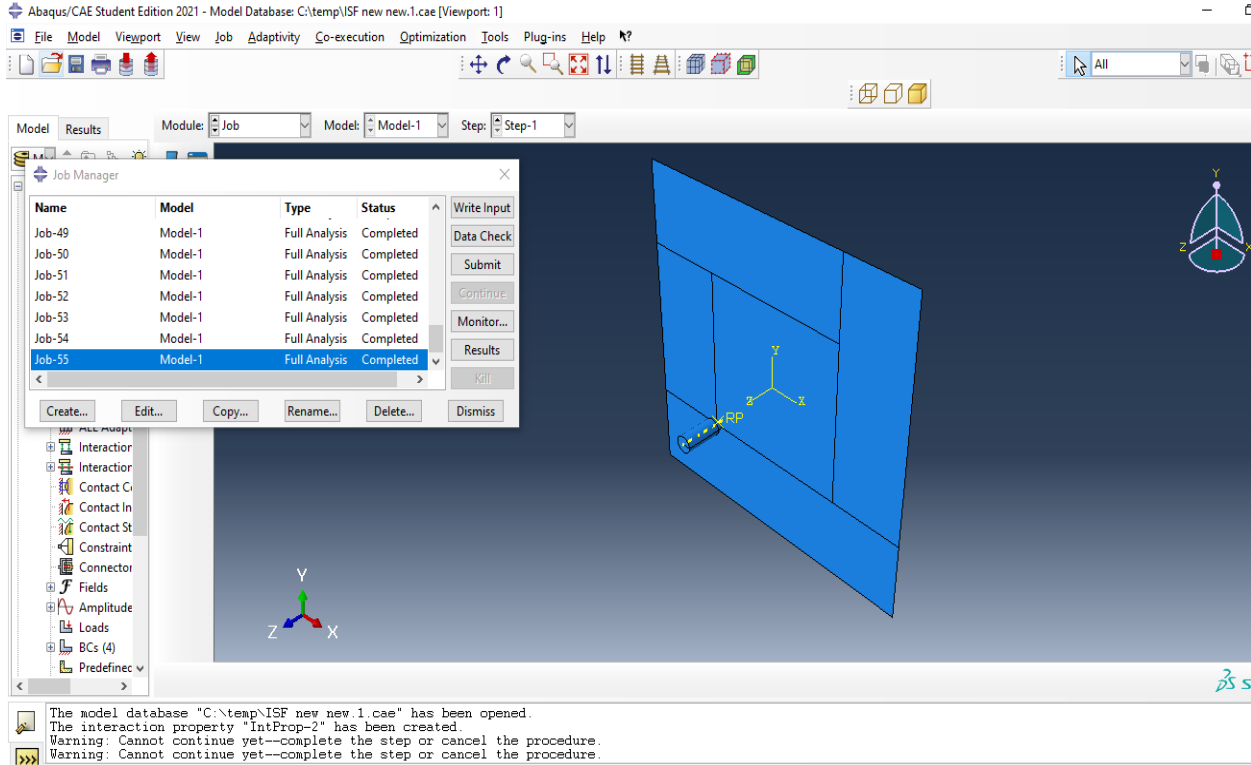 Abaqus/CAE Student Edition 2021 - Model Database: C:\temp\ISF new new.1.cae [Viewport: 1]
File Model Viewport View Job Adaptivity Co-execution Optimization Tools Plug-ins Help
All
Model Results
Module: Job Model: Model-1 Step: Step-1
Job Manager
Name Model Type Status
Job-49 Model-1 Full Analysis Completed
Job-50 Model-1 Full Analysis Completed
Job-51 Model-1 Full Analysis Completed
Job-52 Model-1 Full Analysis Completed
Job-53 Model-1 Full Analysis Completed
Job-54 Model-1 Full Analysis Completed
Job-55 Model-1 Full Analysis Completed
Write Input
Data Check
Submit
Continue
Monitor...
Results
Kill
Create... Edit... Copy... Rename... Delete... Dismiss
Interaction
Interaction
Contact C
Contact In
Contact St
Constraint
Connector
Fields
Amplitude
Loads
BCs (4)
Predefined
Y
Z X
Y
Z X
RP
Y
Z X
The model database "C:\temp\ISF new new.1.cae" has been opened.
The interaction property "IntProp-2" has been created.
Warning: Cannot continue yet--complete the step or cancel the procedure.
Warning: Cannot continue yet--complete the step or cancel the procedure.